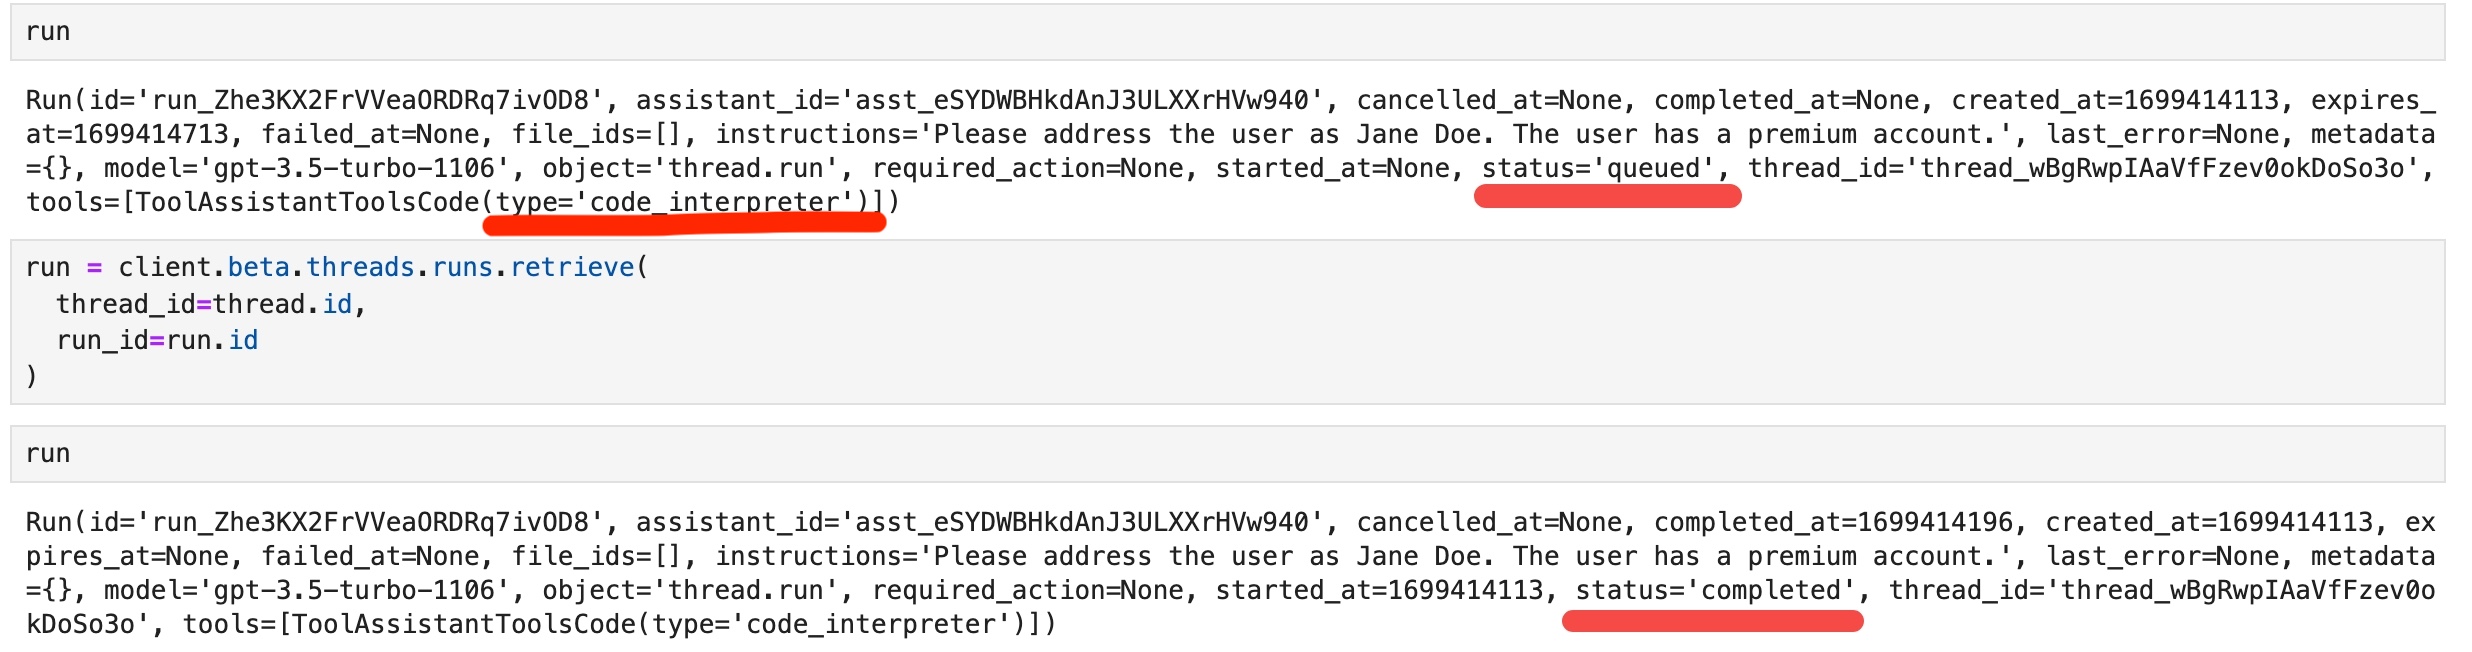 run
Run(id='run_Zhe3KX2FrVVeaORDRq7ivOD8', assistant_id='asst_eSYDWBHkdAnJ3ULXXrHVw940', cancelled_at=None, completed_at=None, created_at=1699414113, expires_
at=1699414713, failed_at=None, file_ids=[], instructions='Please address the user as Jane Doe. The user has a premium account.', last_error=None, metadata
={}, model='gpt-3.5-turbo-1106', object='thread.run', required_action=None, started_at=None, status='queued', thread_id='thread_wBgRwpIAaVfFzev0okDoSo3o',
tools=[ToolAssistantToolsCode(type='code_interpreter')])
run = client.beta.threads.runs.retrieve(
  thread_id=thread.id,
  run_id=run.id
)
run
Run(id='run_Zhe3KX2FrVVeaORDRq7ivOD8', assistant_id='asst_eSYDWBHkdAnJ3ULXXrHVw940', cancelled_at=None, completed_at=1699414196, created_at=1699414113, ex
pires_at=None, failed_at=None, file_ids=[], instructions='Please address the user as Jane Doe. The user has a premium account.', last_error=None, metadata
={}, model='gpt-3.5-turbo-1106', object='thread.run', required_action=None, started_at=1699414113, status='completed', thread_id='thread_wBgRwpIAaVfFzev0o
kDoSo3o', tools=[ToolAssistantToolsCode(type='code_interpreter')])